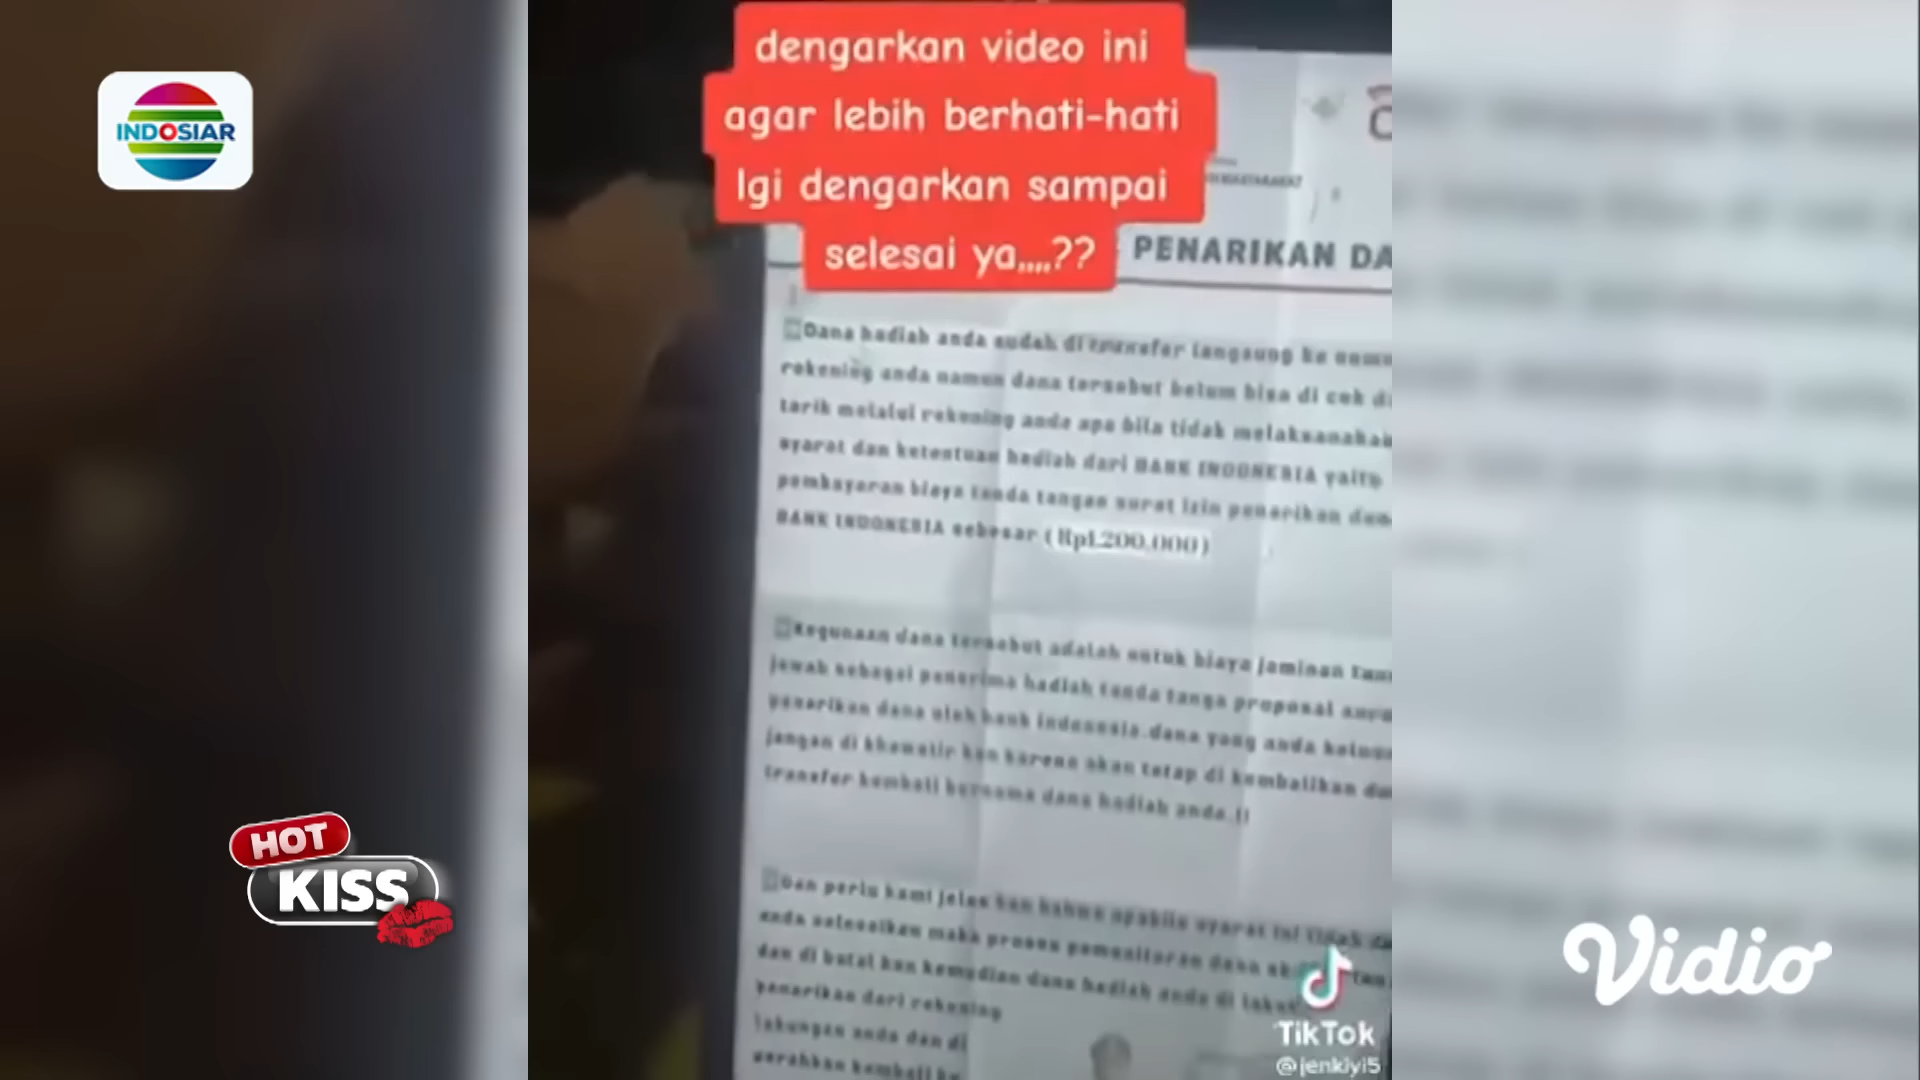 INDOSIAR
dengarkan video ini
agar lebih berhati-hati
lgi dengarkan sampai
selesai ya,,,,??
PENARIKAN DA
Dana hadiah anda sudah di transfer langsung ke
rekening anda namun dana tersebut belum bisa di cek
tarik melalui rekening anda apa bila tidak melaksanakan
syarat dan ketentuan hadiah dari BANK INDONESIA yaitu
pembayaran biaya tanda tangan surat izin penarikan
BANK INDONESIA sebesar (Rp1.200.000)
Kegunaan dana tersebut adalah untuk biaya jaminan
jawab sebagai penerima hadiah tanda tanga proposal
penarikan dana oleh bank indonesia.dana yang anda
jangan di khawatir kan karena akan tetap di kembalikan
transfer kembali bersama dana hadiah anda.!!
Dan perlu kami jelas kan bahwa apabila syarat ini tidak
anda selesaikan maka proses dana
dan di batal kan kemudian dana hadiah anda di
penarikan dari rekening
anda dan di
kembali ke
HOT
KISS
Vidio
TikTok
@jenkiyi5